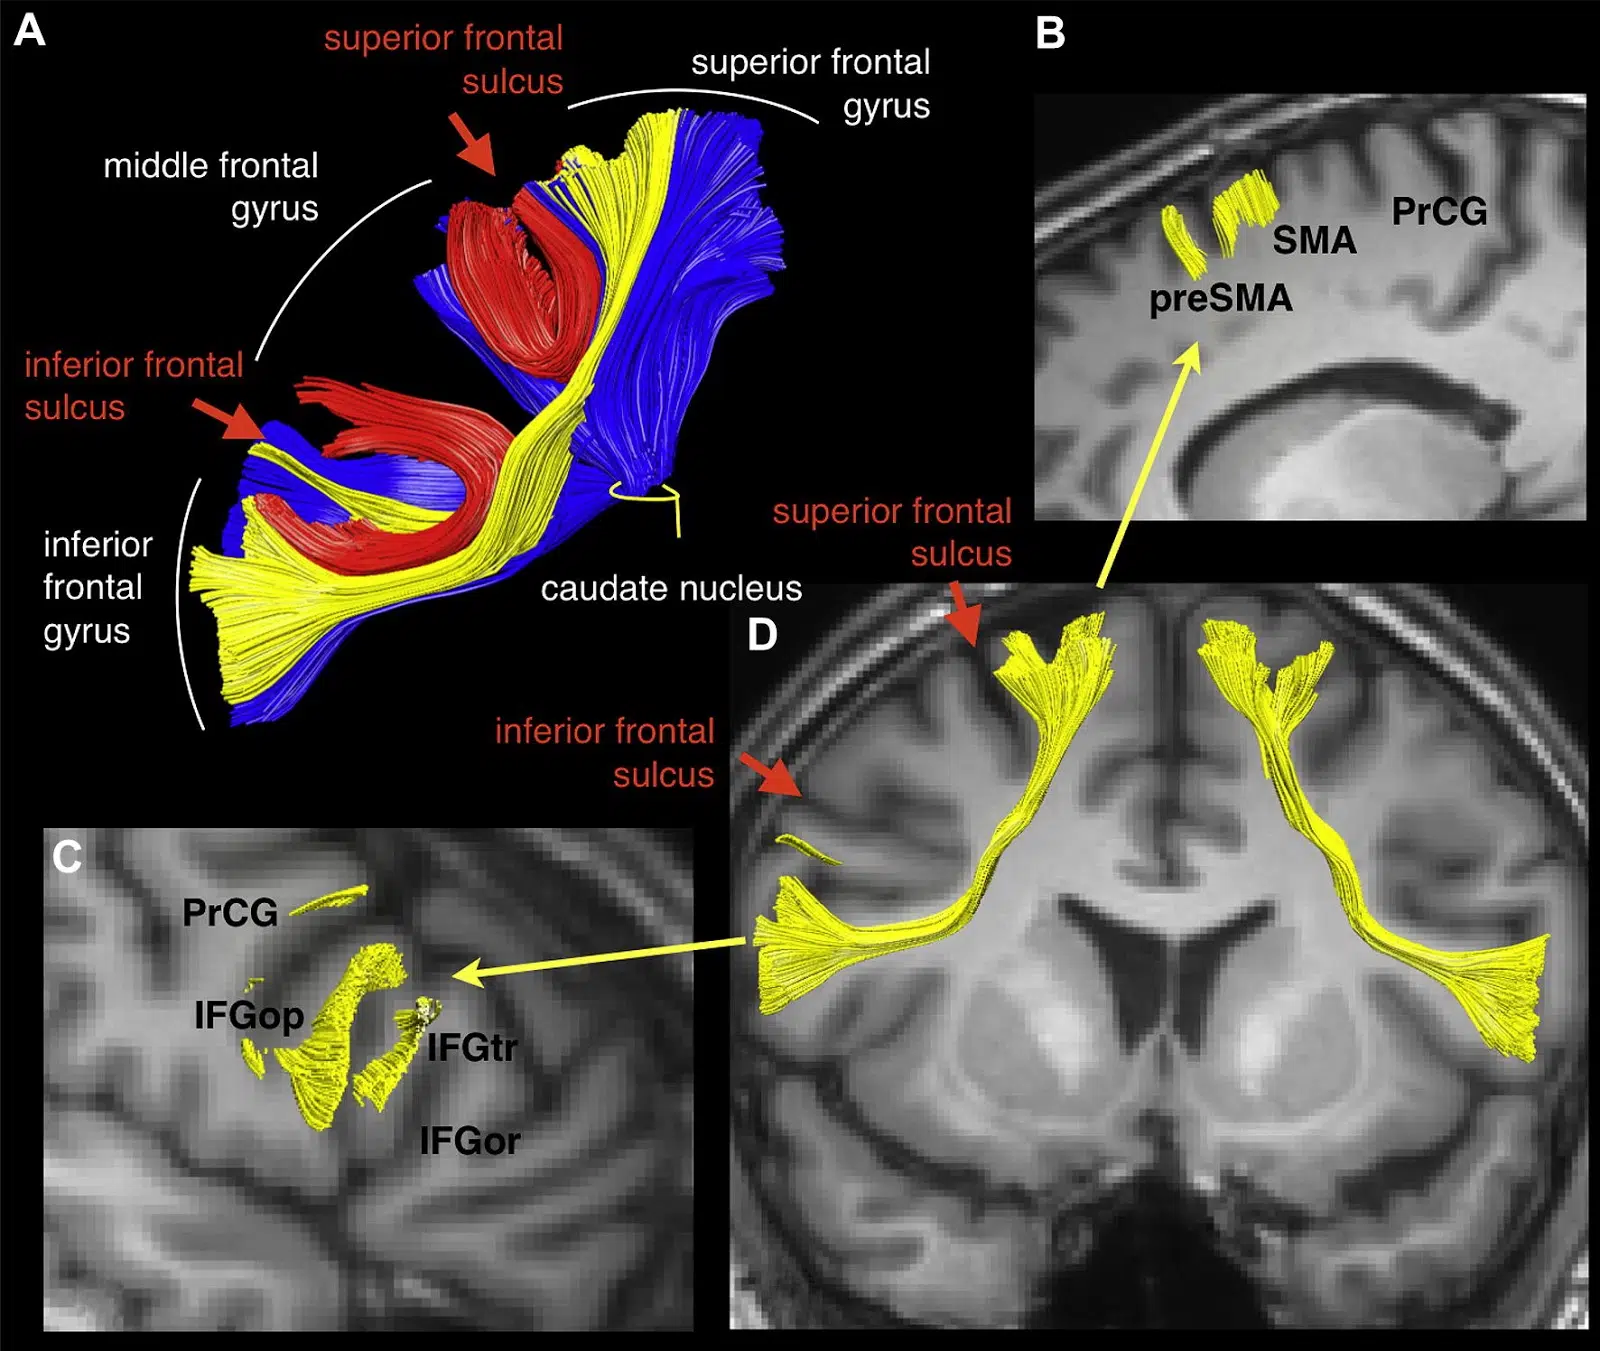 A
superior frontal
sulcus
superior frontal
gyrus
middle frontal
gyrus
inferior frontal
sulcus
inferior
frontal
gyrus
caudate nucleus
B
PrCG
SMA
preSMA
superior frontal
sulcus
D
inferior frontal
sulcus
C
PrCG
IFGop
IFGtr
IFGor